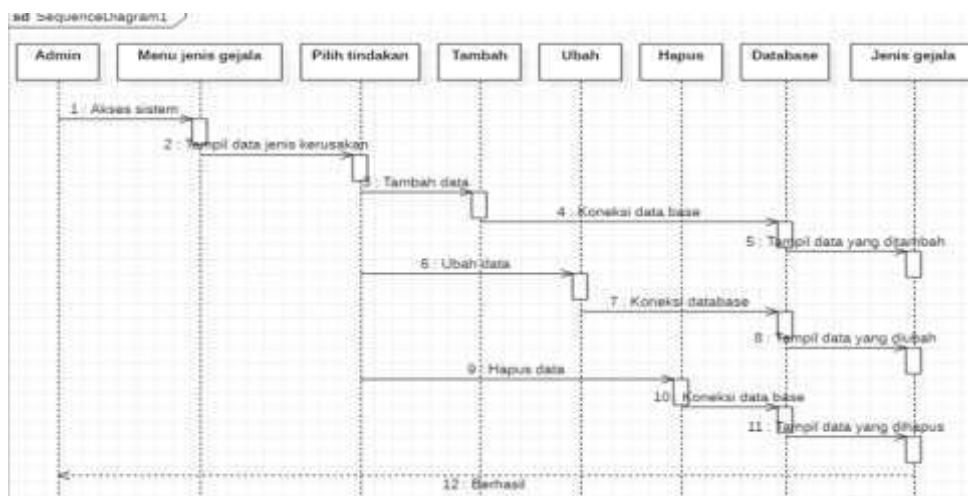 sd SequenceDiagram1
Admin
Menu jenis gejala
Pilih tindakan
Tambah
Ubah
Hapus
Database
Jenis gejala
1 : Akses sistem
2 : Tampil data jenis kerusakan
3 : Tambah data
4 : Koneksi data base
5 : Tampil data yang ditambah
6 : Ubah data
7 : Koneksi database
8 : Tampil data yang diubah
9 : Hapus data
10 : Koneksi data base
11 : Tampil data yang dihapus
12 : Berhasil